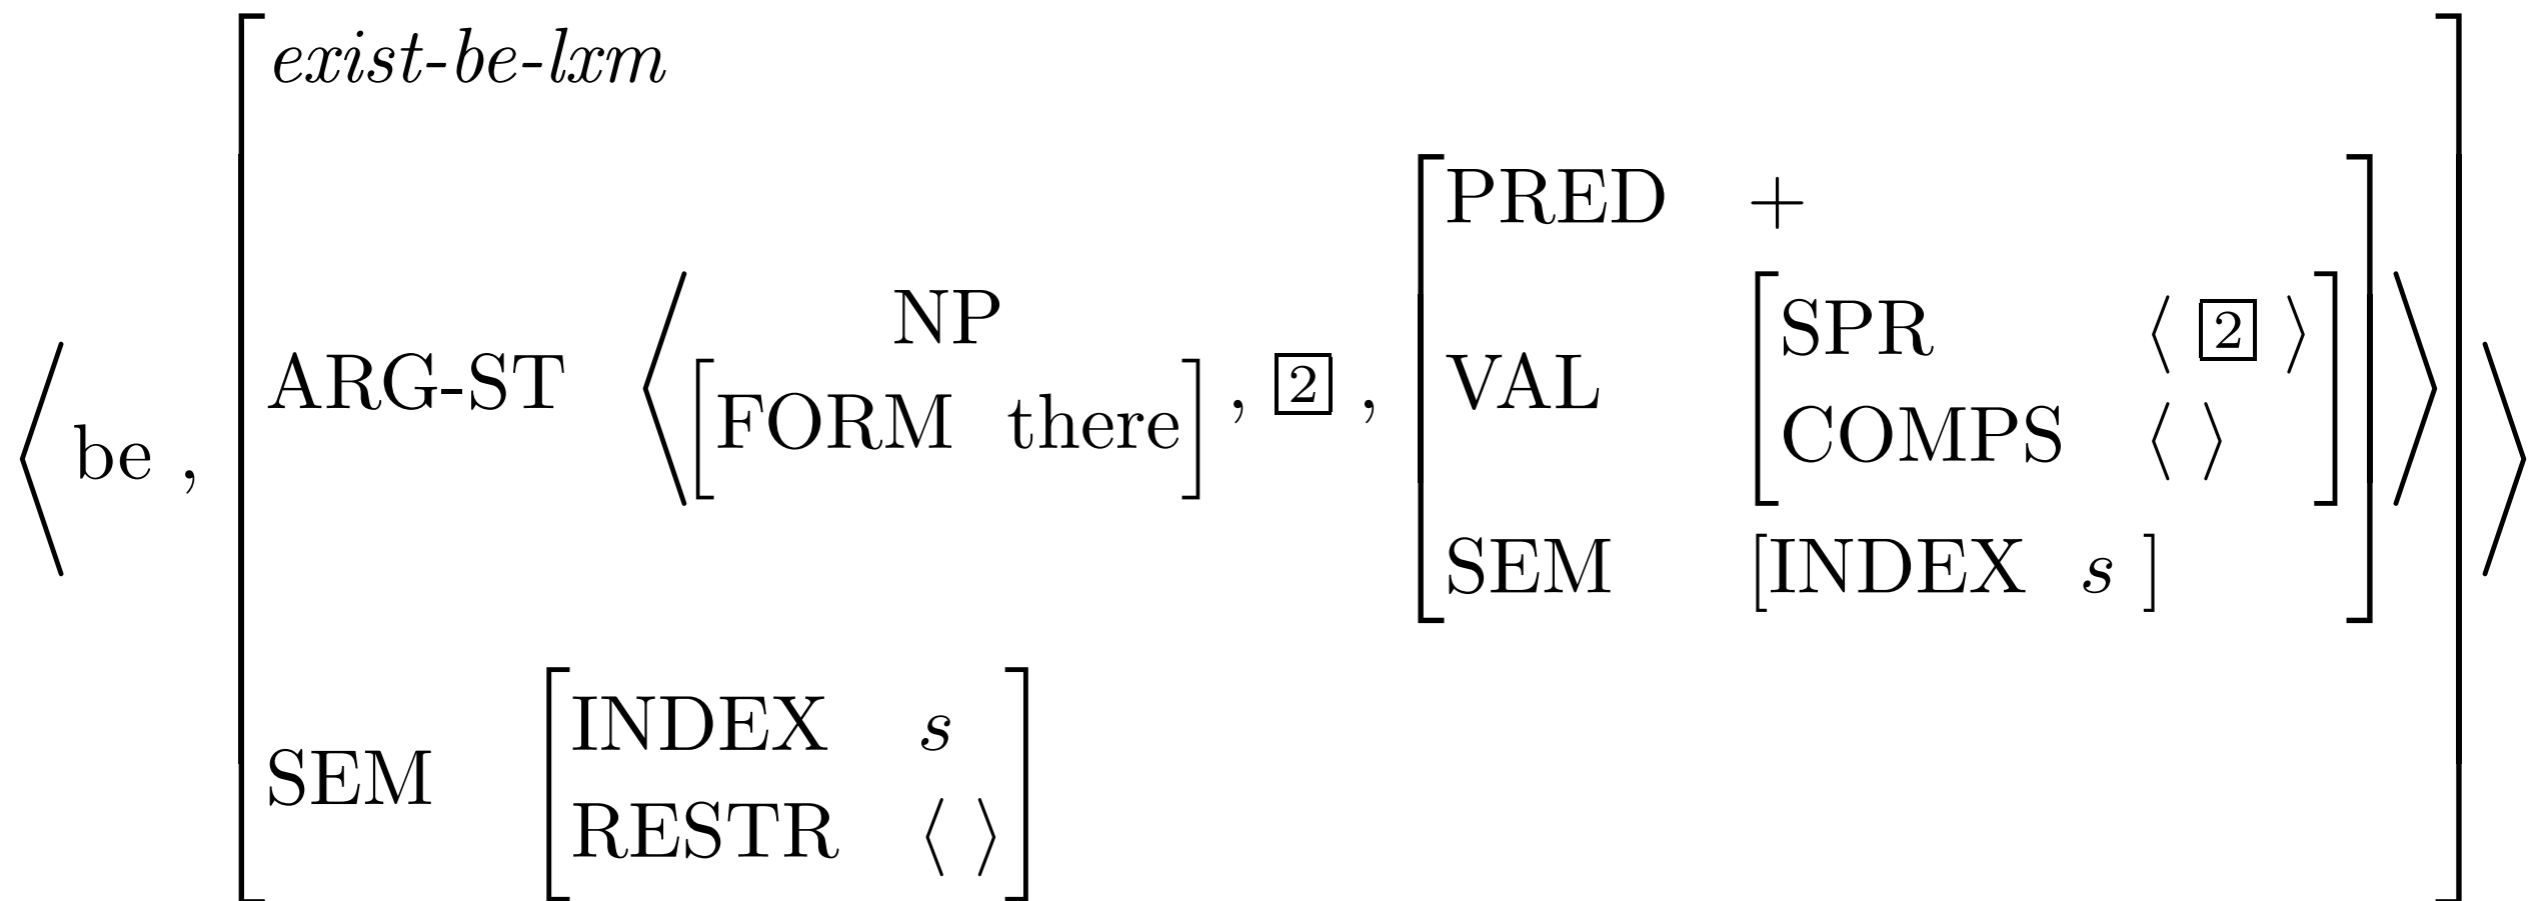 exist-be-lxm
PRED +
NP
SPR ⟨ 2 ⟩
ARG-ST ⟨ [FORM there] , 2 , VAL
COMPS ⟨ ⟩
⟨ be ,
SEM [INDEX s ]
INDEX s
SEM
RESTR ⟨ ⟩